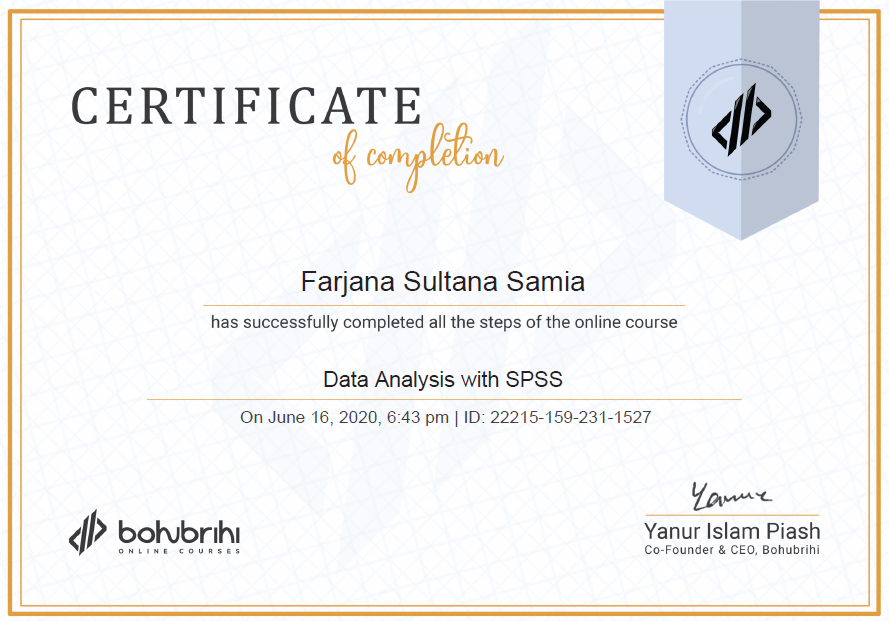 CERTIFICATE
of completion
Farjana Sultana Samia
has successfully completed all the steps of the online course
Data Analysis with SPSS
On June 16, 2020, 6:43 pm | ID: 22215-159-231-1527
bohubrihi
ONLINE COURSES
Yanur
Yanur Islam Piash
Co-Founder & CEO, Bohubrihi